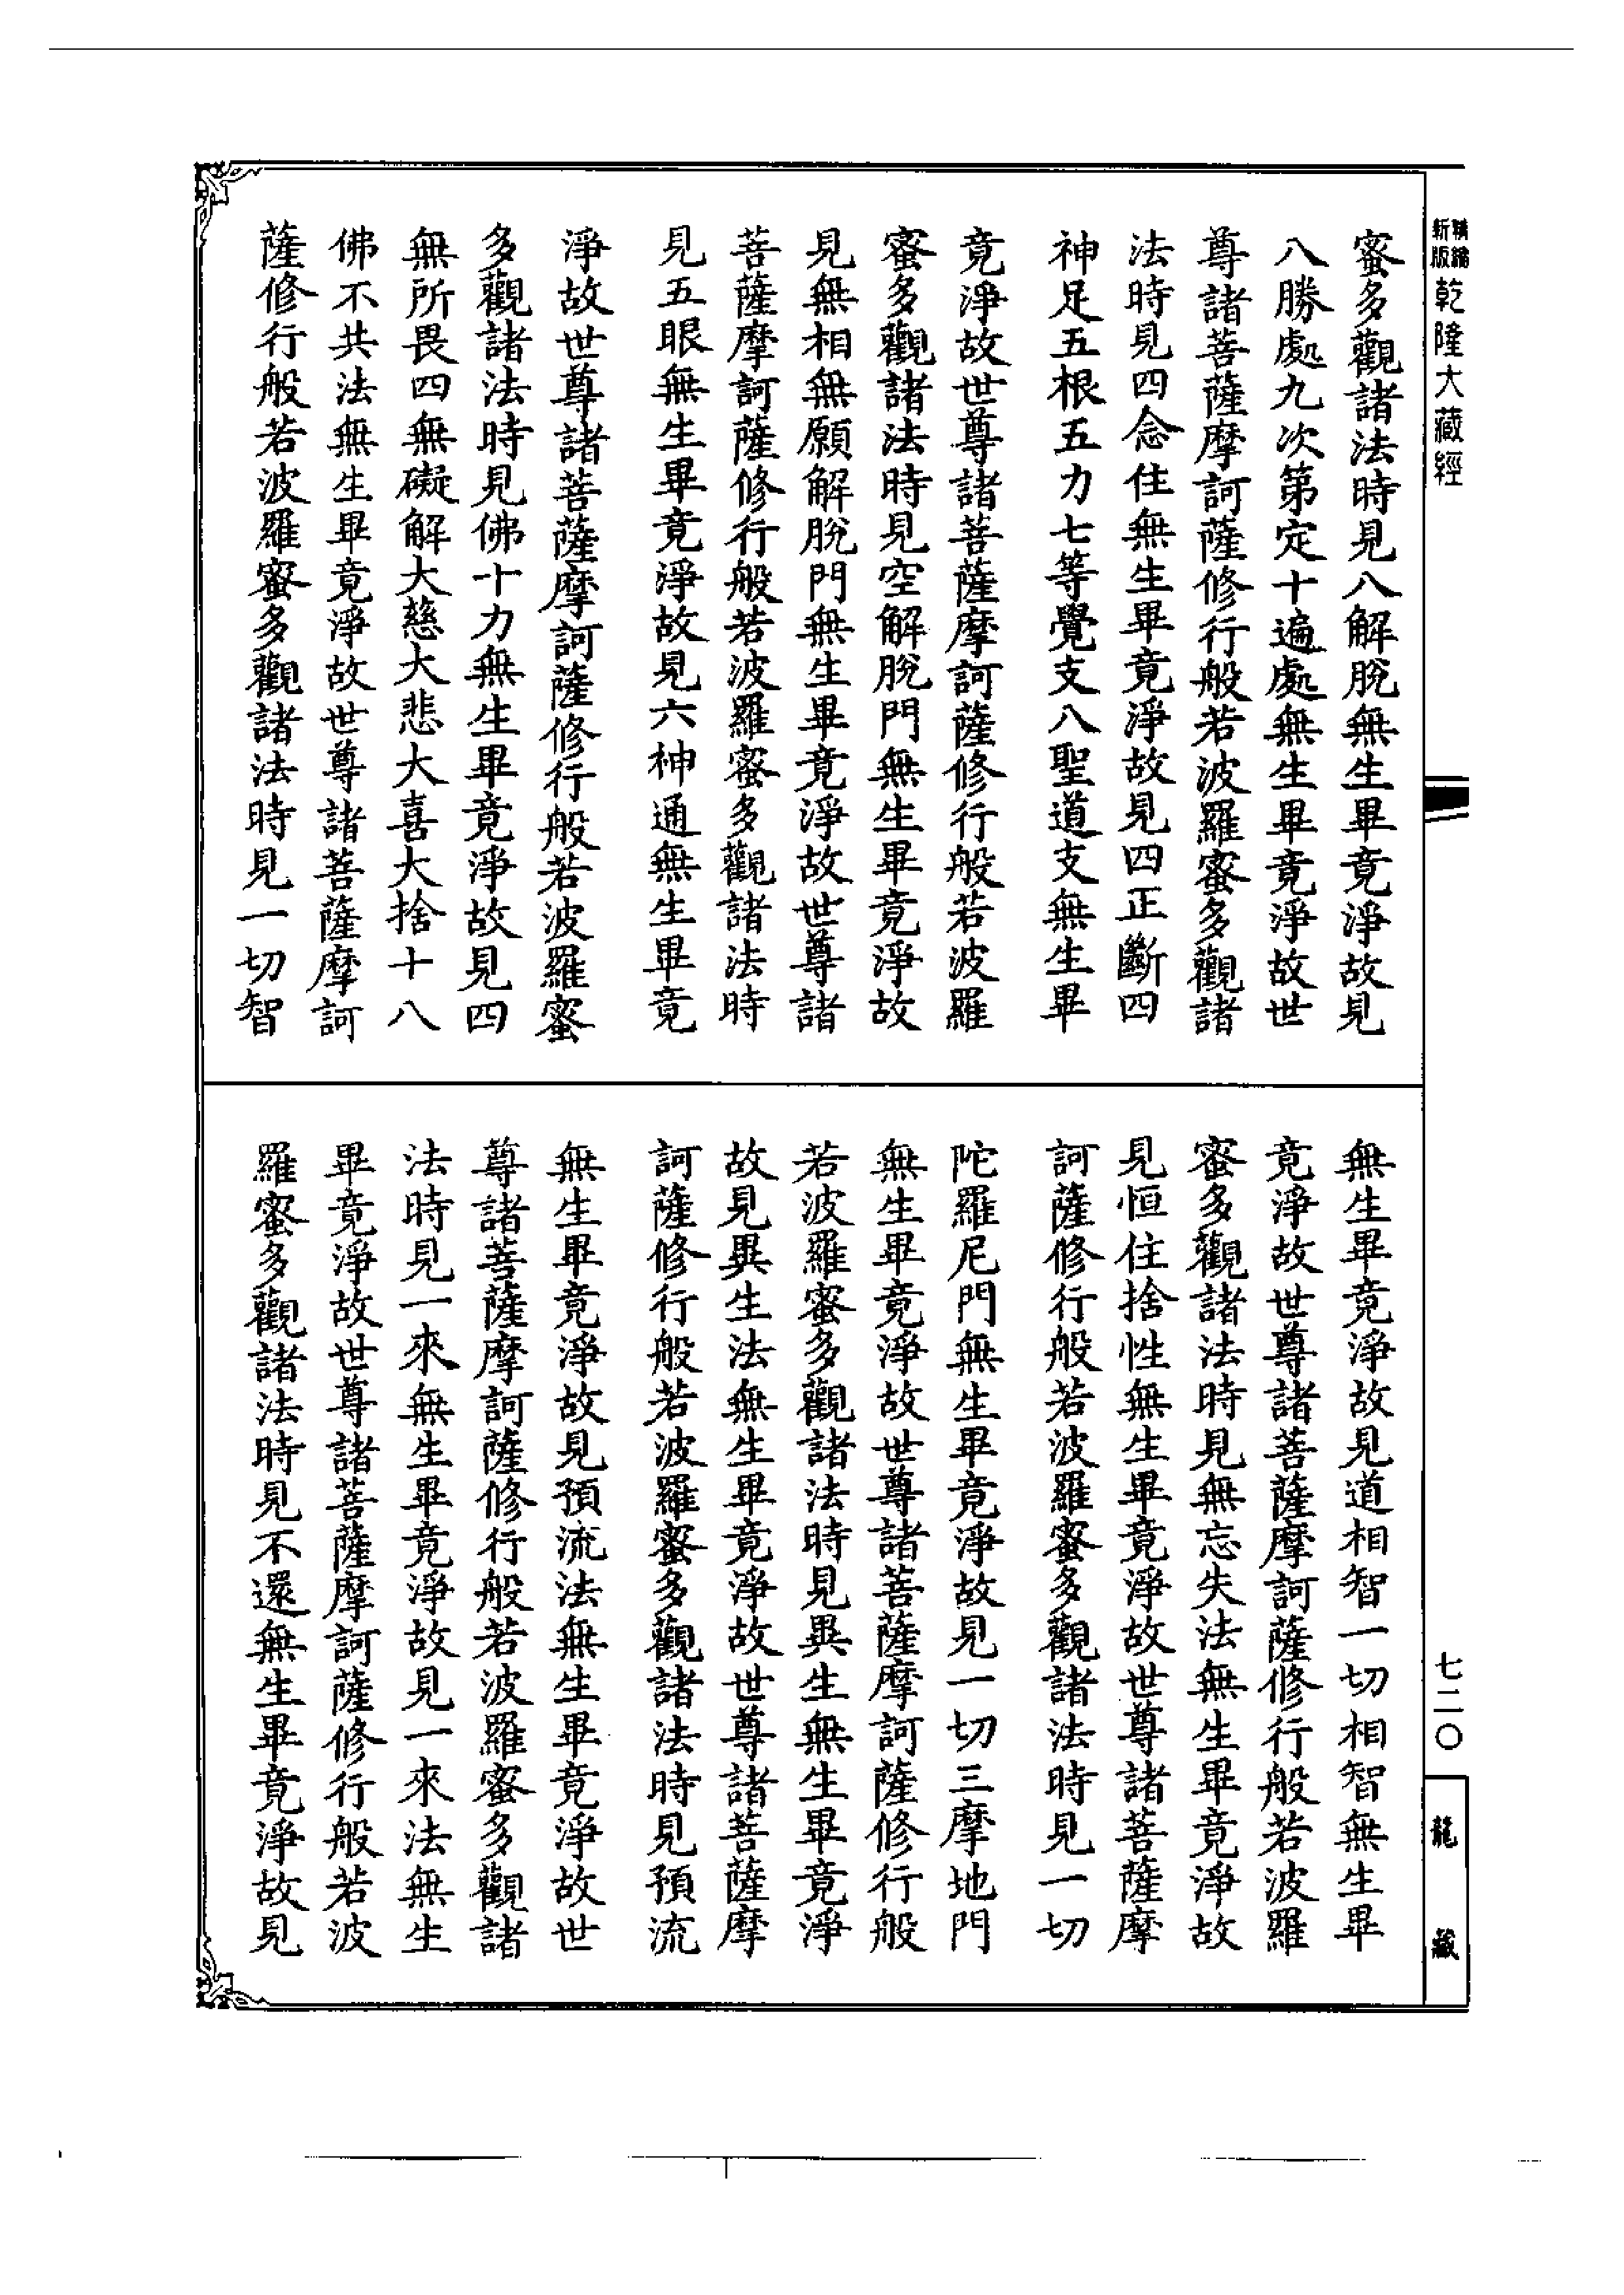 新版
精縮
乾隆大藏經
七二〇
龍藏
蜜多觀諸法時見八解脫無生畢竟淨故見
八勝處九次第定十遍處無生畢竟淨故世
尊諸菩薩摩訶薩修行般若波羅蜜多觀諸
法時見四念住無生畢竟淨故見四正斷四
神足五根五力七等覺支八聖道支無生畢
竟淨故世尊諸菩薩摩訶薩修行般若波羅
蜜多觀諸法時見空解脫門無生畢竟淨故
見無相無願解脫門無生畢竟淨故世尊諸
菩薩摩訶薩修行般若波羅蜜多觀諸法時
見五眼無生畢竟淨故見六神通無生畢竟
淨故世尊諸菩薩摩訶薩修行般若波羅蜜
多觀諸法時見佛十力無生畢竟淨故見四
無所畏四無礙解大慈大悲大喜大捨十八
佛不共法無生畢竟淨故世尊諸菩薩摩訶
薩修行般若波羅蜜多觀諸法時見一切智
無生畢竟淨故見道相智一切相智無生畢
竟淨故世尊諸菩薩摩訶薩修行般若波羅
蜜多觀諸法時見無忘失法無生畢竟淨故
見恒住捨性無生畢竟淨故世尊諸菩薩摩
訶薩修行般若波羅蜜多觀諸法時見一切
陀羅尼門無生畢竟淨故見一切三摩地門
無生畢竟淨故世尊諸菩薩摩訶薩修行般
若波羅蜜多觀諸法時見異生無生畢竟淨
故見異生法無生畢竟淨故世尊諸菩薩摩
訶薩修行般若波羅蜜多觀諸法時見預流
無生畢竟淨故見預流法無生畢竟淨故世
尊諸菩薩摩訶薩修行般若波羅蜜多觀諸
法時見一來無生畢竟淨故見一來法無生
畢竟淨故世尊諸菩薩摩訶薩修行般若波
羅蜜多觀諸法時見不還無生畢竟淨故見